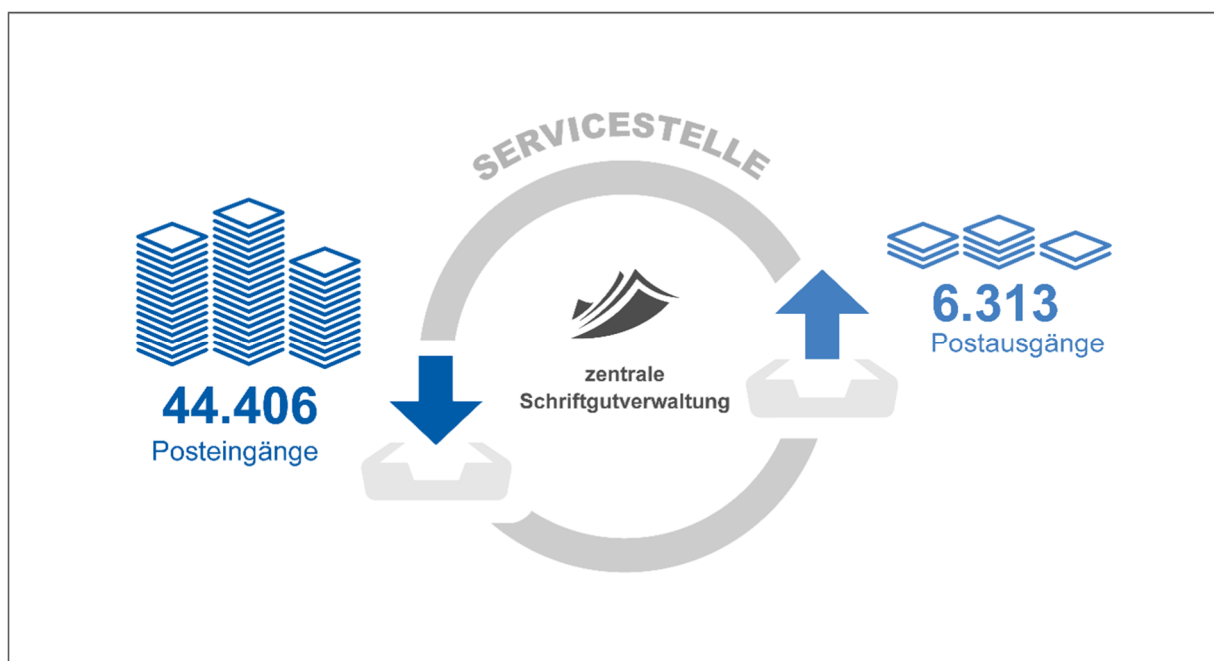 SERVICESTELLE
44.406
Posteingänge
zentrale
Schriftgutverwaltung
6.313
Postausgänge